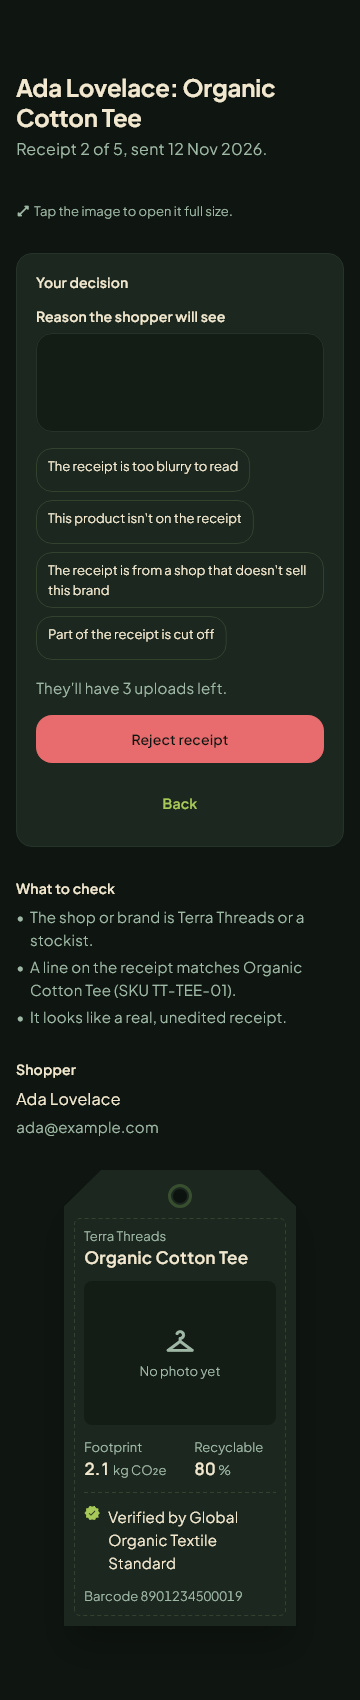 Ada Lovelace: Organic
Cotton Tee
Receipt 2 of 5, sent 12 Nov 2026.
Tap the image to open it full size.
Your decision
Reason the shopper will see
The receipt is too blurry to read
This product isn't on the receipt
The receipt is from a shop that doesn't sell
this brand
Part of the receipt is cut off
They'll have 3 uploads left.
Reject receipt
Back
What to check
• The shop or brand is Terra Threads or a
stockist.
• A line on the receipt matches Organic
Cotton Tee (SKU TT-TEE-01).
• It looks like a real, unedited receipt.
Shopper
Ada Lovelace
ada@example.com
Terra Threads
Organic Cotton Tee
No photo yet
Footprint Recyclable
2.1 kg CO₂e 80 %
Verified by Global
Organic Textile
Standard
Barcode 8901234500019